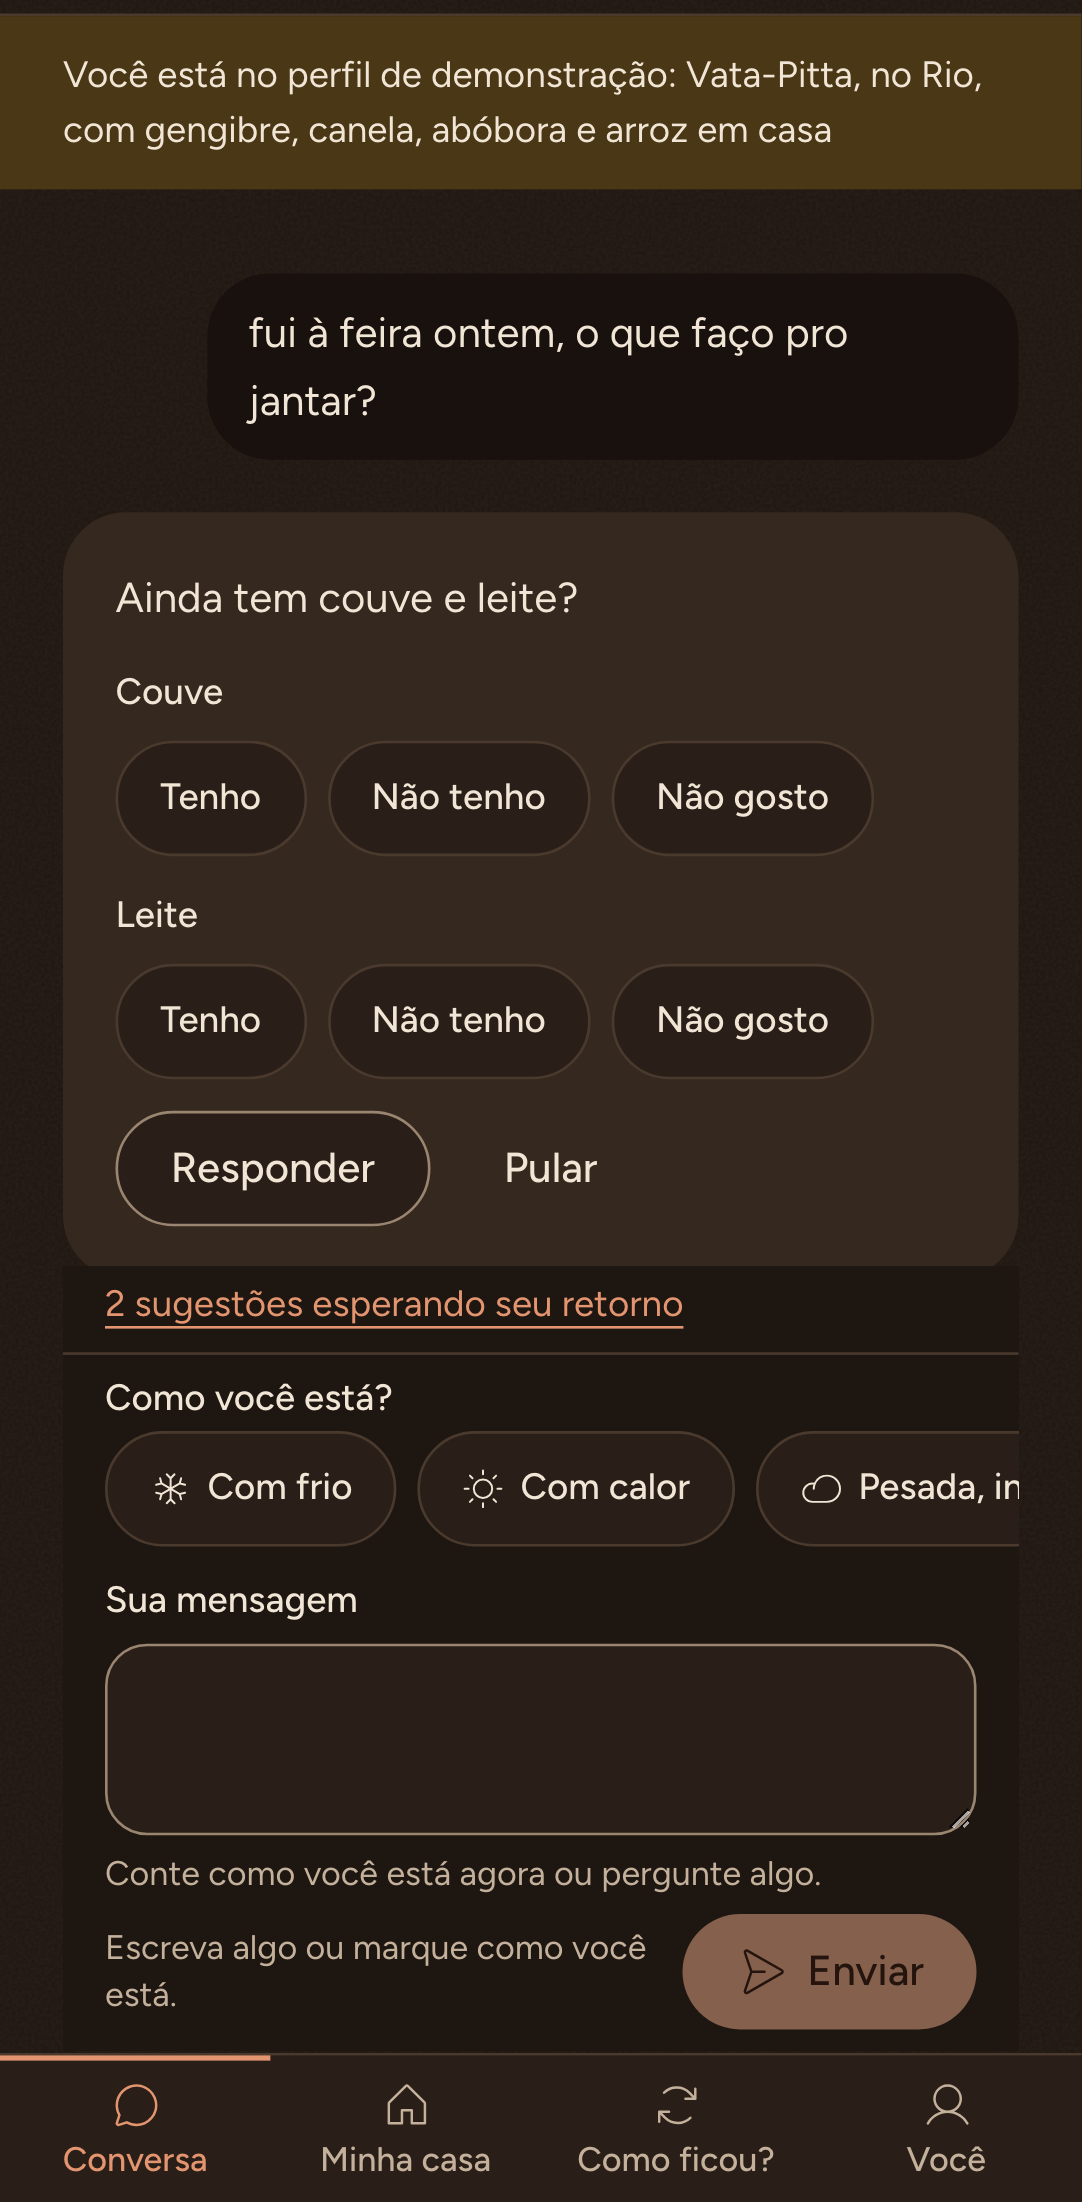 Você está no perfil de demonstração: Vata-Pitta, no Rio,
com gengibre, canela, abóbora e arroz em casa
fui à feira ontem, o que faço pro
jantar?
Ainda tem couve e leite?
Couve
Tenho Não tenho Não gosto
Leite
Tenho Não tenho Não gosto
Responder Pular
2 sugestões esperando seu retorno
Como você está?
Com frio Com calor Pesada, in
Sua mensagem
Conte como você está agora ou pergunte algo.
Escreva algo ou marque como você
está.
Enviar
Conversa Minha casa Como ficou? Você